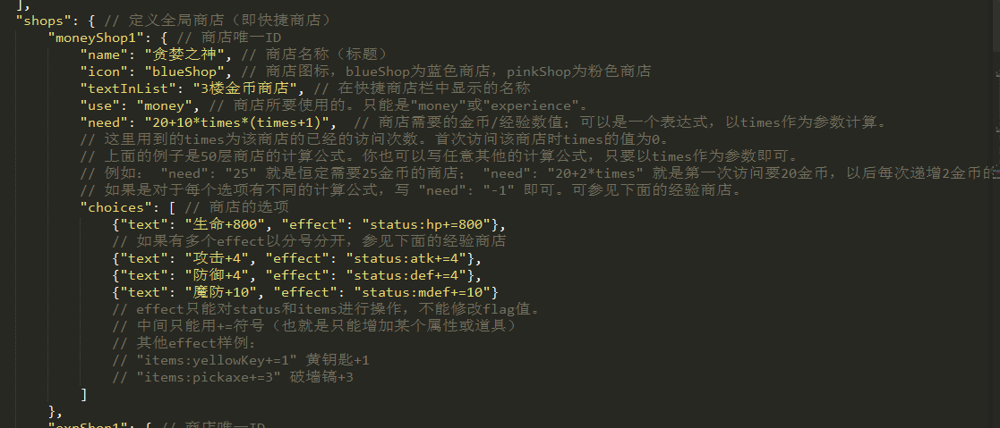 ],
"shops": { // 定义全局商店（即快捷商店）
"moneyShop1": { // 商店唯一ID
"name": "贪婪之神", // 商店名称（标题）
"icon": "blueShop", // 商店图标，blueShop为蓝色商店，pinkShop为粉色商店
"textInList": "3楼金币商店", // 在快捷商店栏中显示的名称
"use": "money", // 商店所要使用的。只能是"money"或"experience"。
"need": "20+10*times*(times+1)",  // 商店需要的金币/经验数值；可以是一个表达式，以times作为参数计算。
// 这里用到的times为该商店的已经的访问次数。首次访问该商店时times的值为0。
// 上面的例子是50层商店的计算公式。你也可以写任意其他的计算公式，只要以times作为参数即可。
// 例如： "need": "25" 就是恒定需要25金币的商店； "need": "20+2*times" 就是第一次访问要20金币，以后每次递增2金币的
// 如果是对于每个选项有不同的计算公式，写 "need": "-1" 即可。可参见下面的经验商店。
"choices": [ // 商店的选项
{"text": "生命+800", "effect": "status:hp+=800"},
// 如果有多个effect以分号分开，参见下面的经验商店
{"text": "攻击+4", "effect": "status:atk+=4"},
{"text": "防御+4", "effect": "status:def+=4"},
{"text": "魔防+10", "effect": "status:mdef+=10"}
// effect只能对status和items进行操作，不能修改flag值。
// 中间只能用+=符号（也就是只能增加某个属性或道具）
// 其他effect样例：
// "items:yellowKey+=1" 黄钥匙+1
// "items:pickaxe+=3" 破墙镐+3
]
},
"expShop1": { // 商店唯一ID